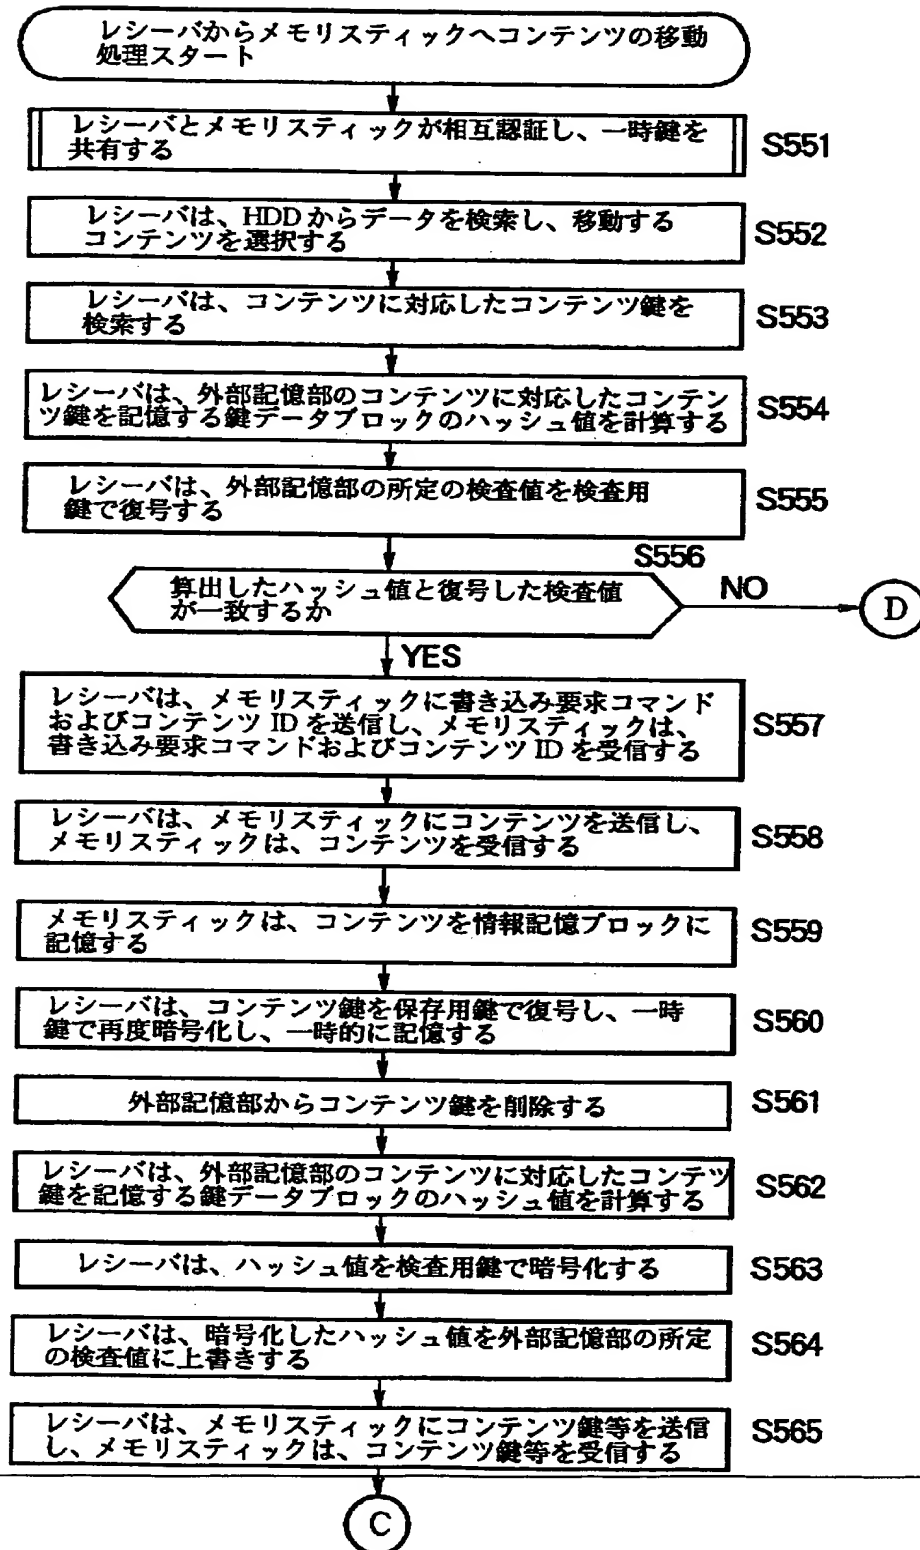 レシーバからメモリスティックへコンテンツの移動
処理スタート
レシーバとメモリスティックが相互認証し、一時鍵を
共有する
S551
レシーバは、HDDからデータを検索し、移動する
コンテンツを選択する
S552
レシーバは、コンテンツに対応したコンテンツ鍵を
検索する
S553
レシーバは、外部記憶部のコンテンツに対応したコンテン
ツ鍵を記憶する鍵データブロックのハッシュ値を計算する
S554
レシーバは、外部記憶部の所定の検査値を検査用
鍵で復号する
S555
S556
算出したハッシュ値と復号した検査値
が一致するか
NO
D
YES
レシーバは、メモリスティックに書き込み要求コマンド
およびコンテンツIDを送信し、メモリスティックは、
書き込み要求コマンドおよびコンテンツIDを受信する
S557
レシーバは、メモリスティックにコンテンツを送信し、
メモリスティックは、コンテンツを受信する
S558
メモリスティックは、コンテンツを情報記憶ブロックに
記憶する
S559
レシーバは、コンテンツ鍵を保存用鍵で復号し、一時
鍵で再度暗号化し、一時的に記憶する
S560
外部記憶部からコンテンツ鍵を削除する
S561
レシーバは、外部記憶部のコンテンツに対応したコンテツ
鍵を記憶する鍵データブロックのハッシュ値を計算する
S562
レシーバは、ハッシュ値を検査用鍵で暗号化する
S563
レシーバは、暗号化したハッシュ値を外部記憶部の所定
の検査値に上書きする
S564
レシーバは、メモリスティックにコンテンツ鍵等を送信
し、メモリスティックは、コンテンツ鍵等を受信する
S565
C